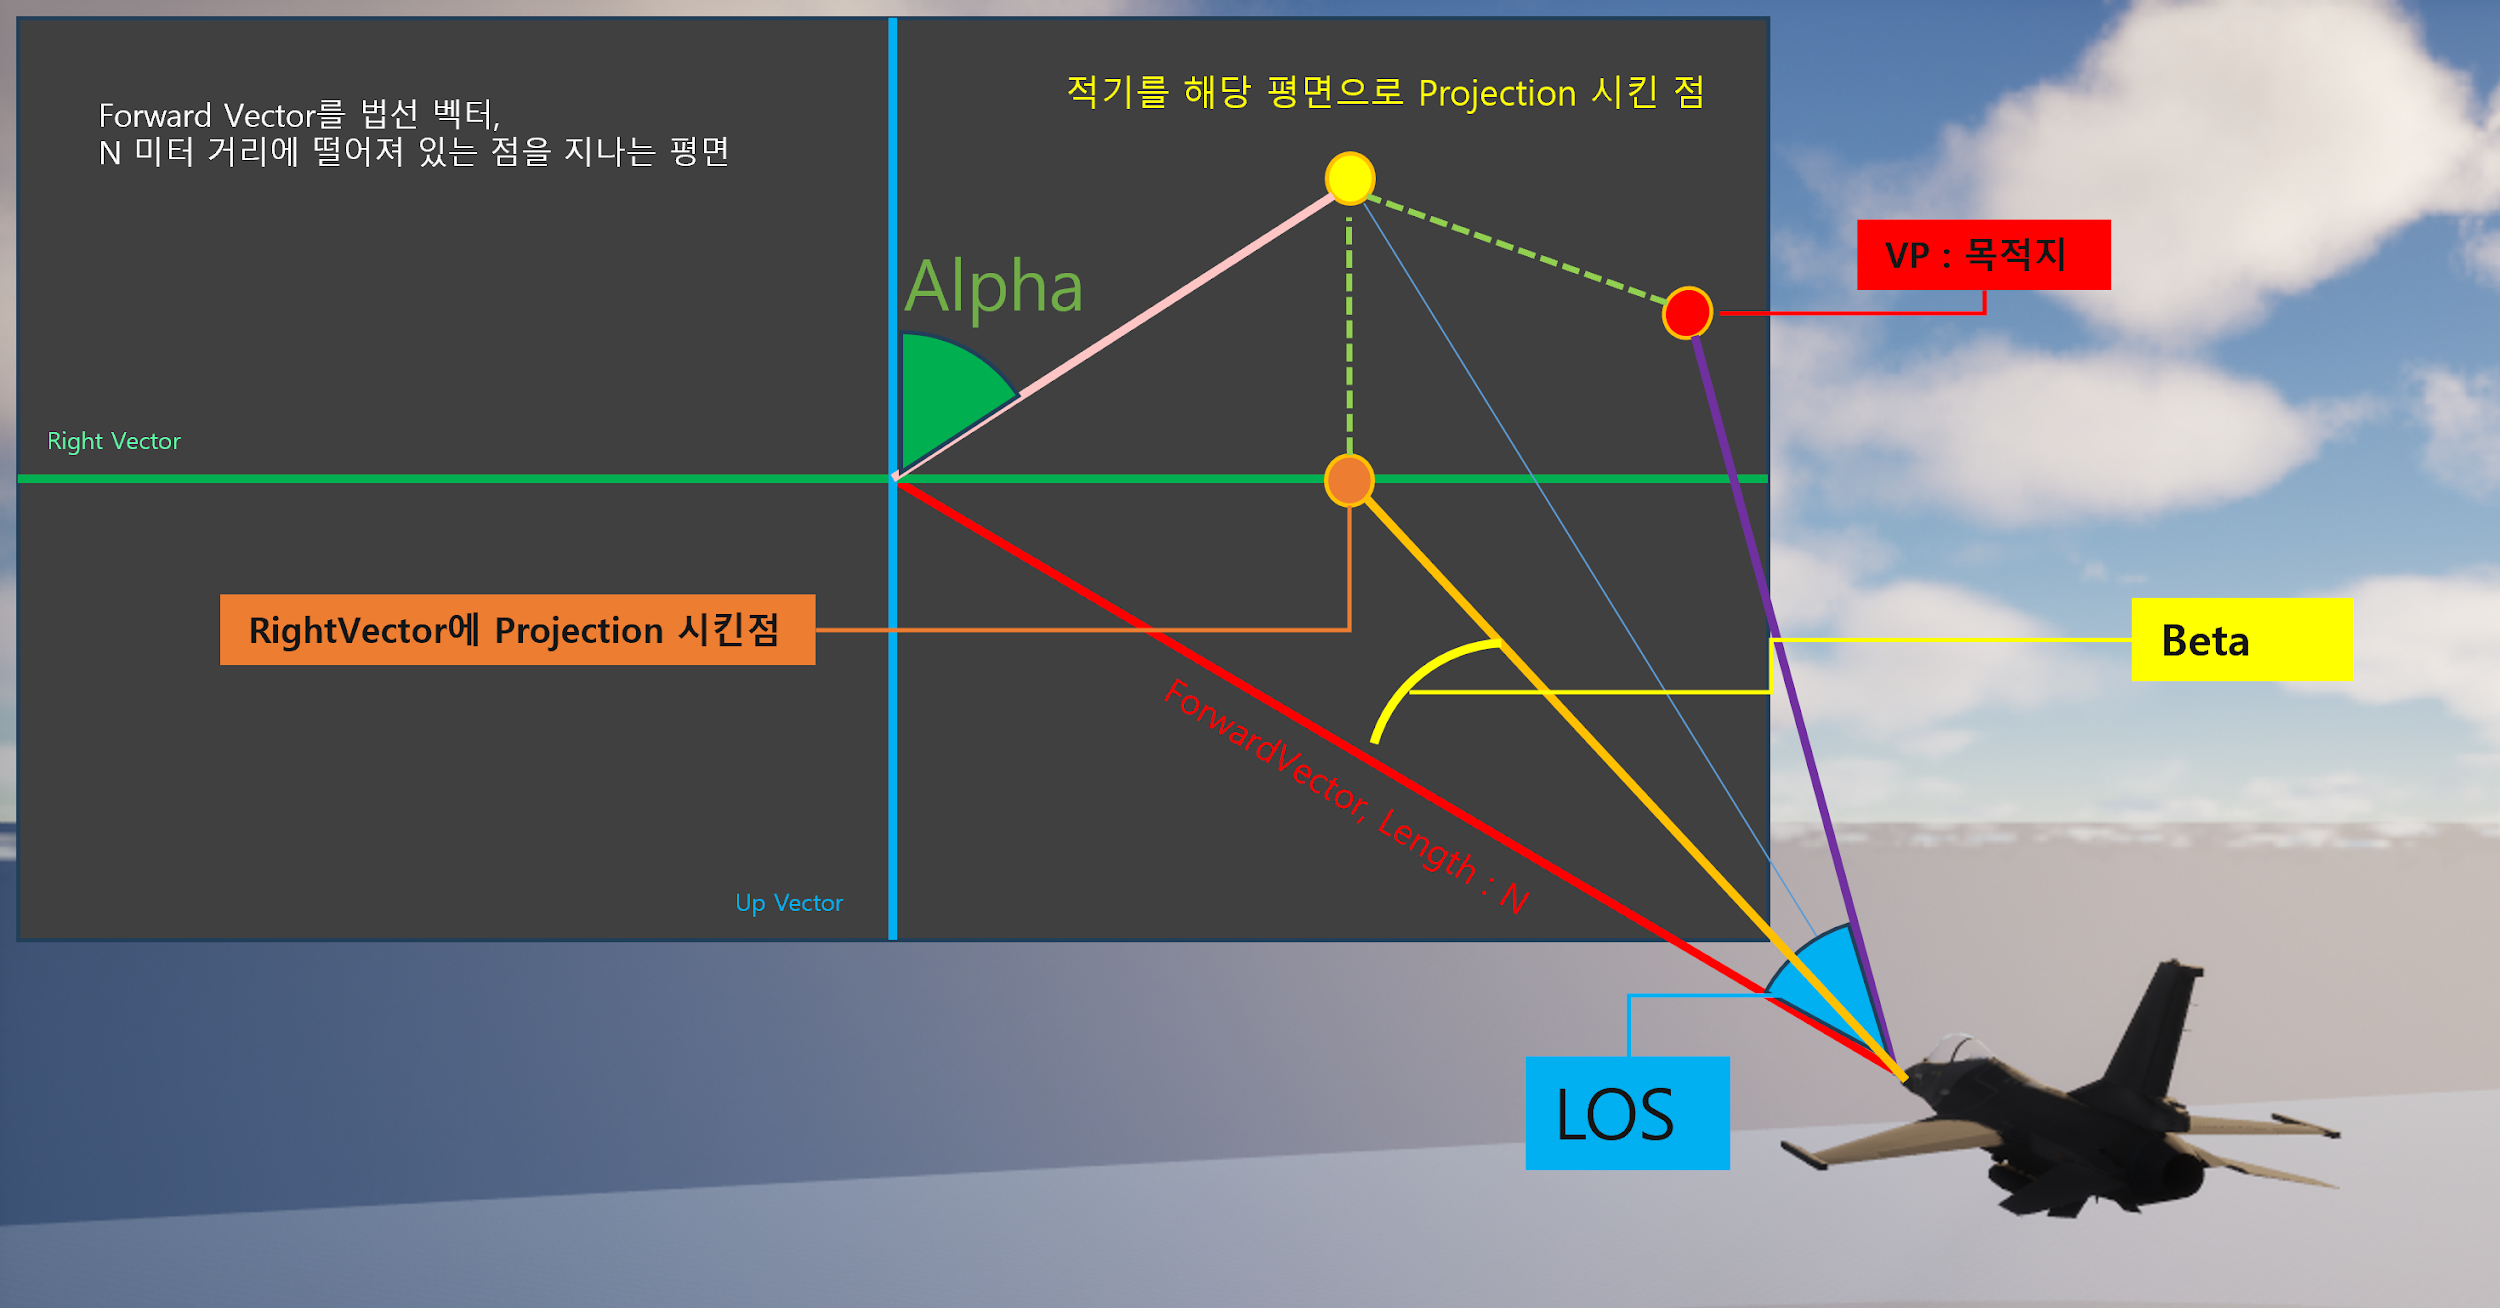 적기를 해당 평면으로 Projection 시킨 점
Forward Vector를 법선 벡터,
N 미터 거리에 떨어져 있는 점을 지나는 평면
VP : 목적지
Alpha
Right Vector
RightVector에 Projection 시킨점
Beta
ForwardVector, Length : N
Up Vector
LOS